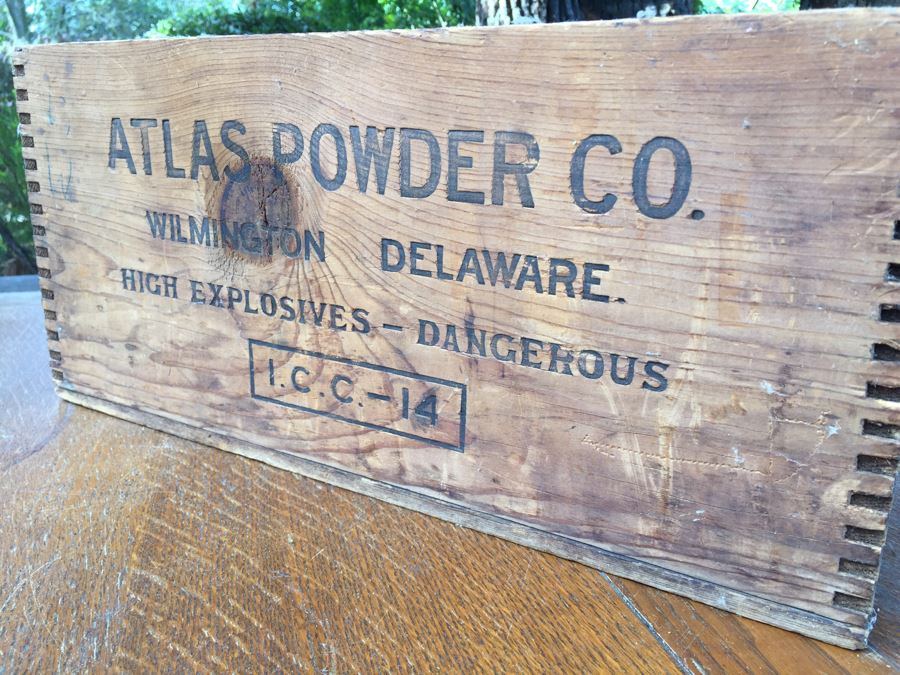 ATLAS POWDER CO.
WILMINGTON DELAWARE.
HIGH EXPLOSIVES – DANGEROUS
I.C.C.-14